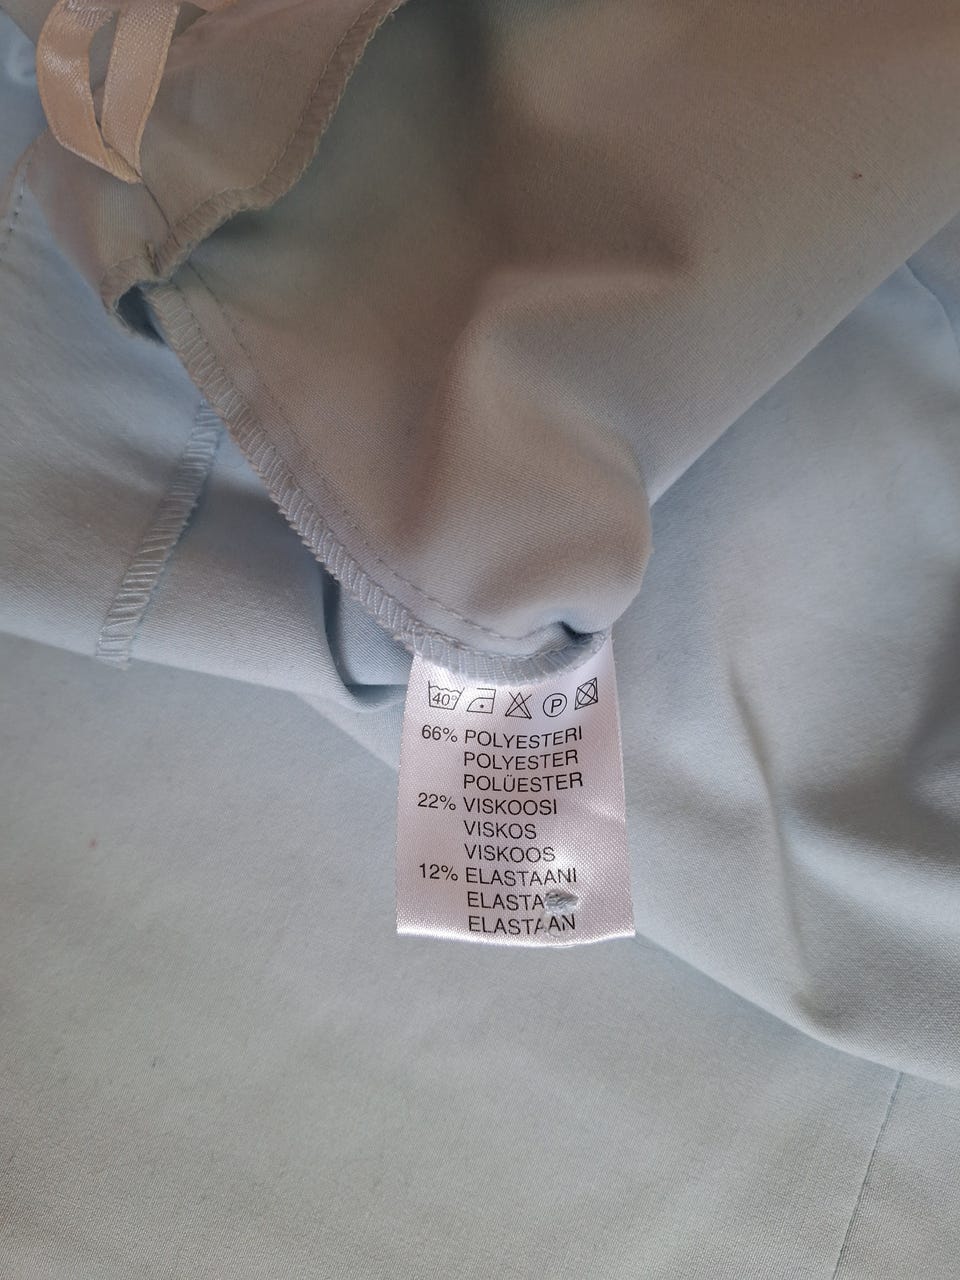 40° P
66% POLYESTERI
POLYESTER
POLÜESTER
22% VISKOOSI
VISKOS
VISKOOS
12% ELASTAANI
ELASTAAN